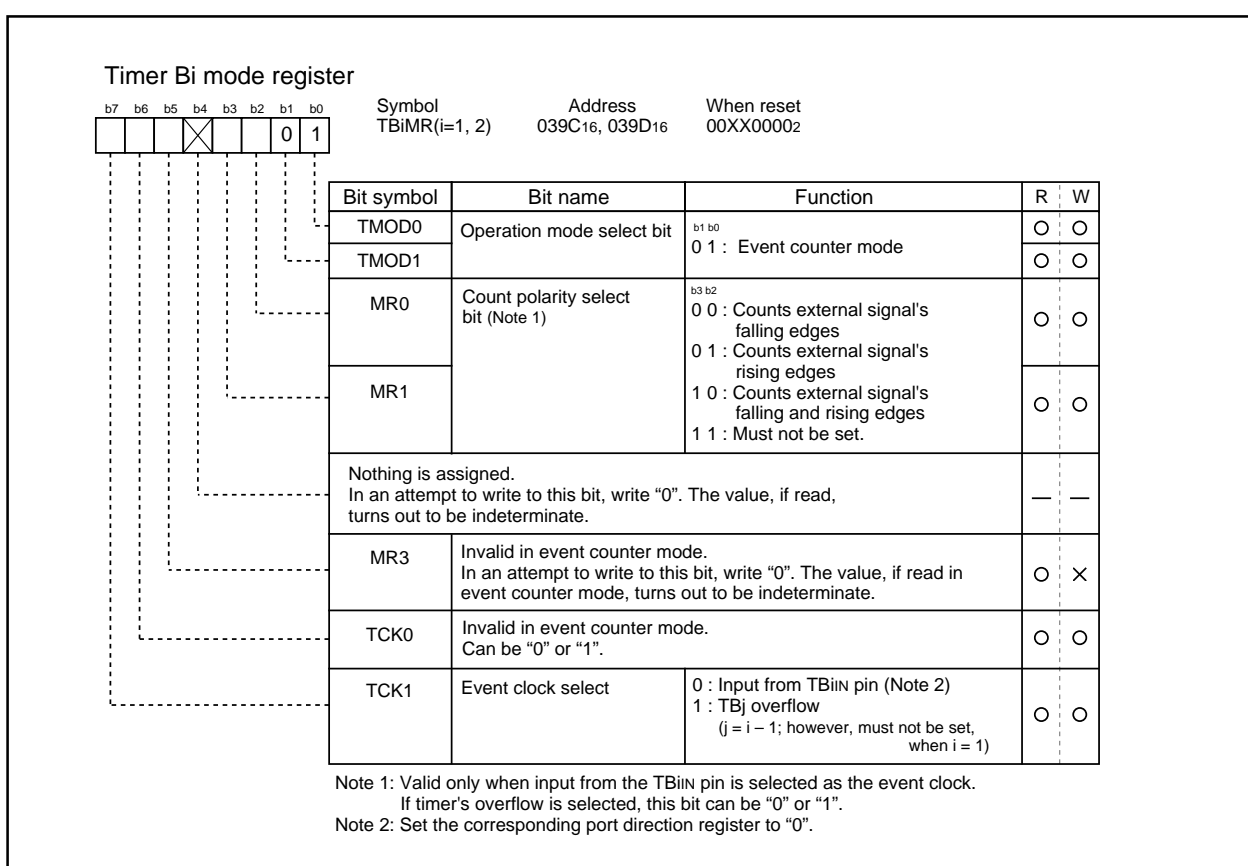 Timer Bi mode register
b7 b6 b5 b4 b3 b2 b1 b0
0 1
Symbol Address When reset
TBiMR(i=1, 2) 039C16, 039D16 00XX00002
Bit symbol Bit name Function R W
TMOD0 Operation mode select bit b1 b0
0 1 : Event counter mode
TMOD1
MR0 Count polarity select bit (Note 1)
b3 b2
0 0 : Counts external signal's
falling edges
0 1 : Counts external signal's
rising edges
MR1
1 0 : Counts external signal's
falling and rising edges
1 1 : Must not be set.
Nothing is assigned.
In an attempt to write to this bit, write “0”. The value, if read,
turns out to be indeterminate.
MR3 Invalid in event counter mode.
In an attempt to write to this bit, write “0”. The value, if read in
event counter mode, turns out to be indeterminate.
TCK0 Invalid in event counter mode.
Can be “0” or “1”.
TCK1 Event clock select 0 : Input from TBiIN pin (Note 2)
1 : TBj overflow
(j = i – 1; however, must not be set,
when i = 1)
Note 1: Valid only when input from the TBiIN pin is selected as the event clock.
If timer's overflow is selected, this bit can be “0” or “1”.
Note 2: Set the corresponding port direction register to “0”.